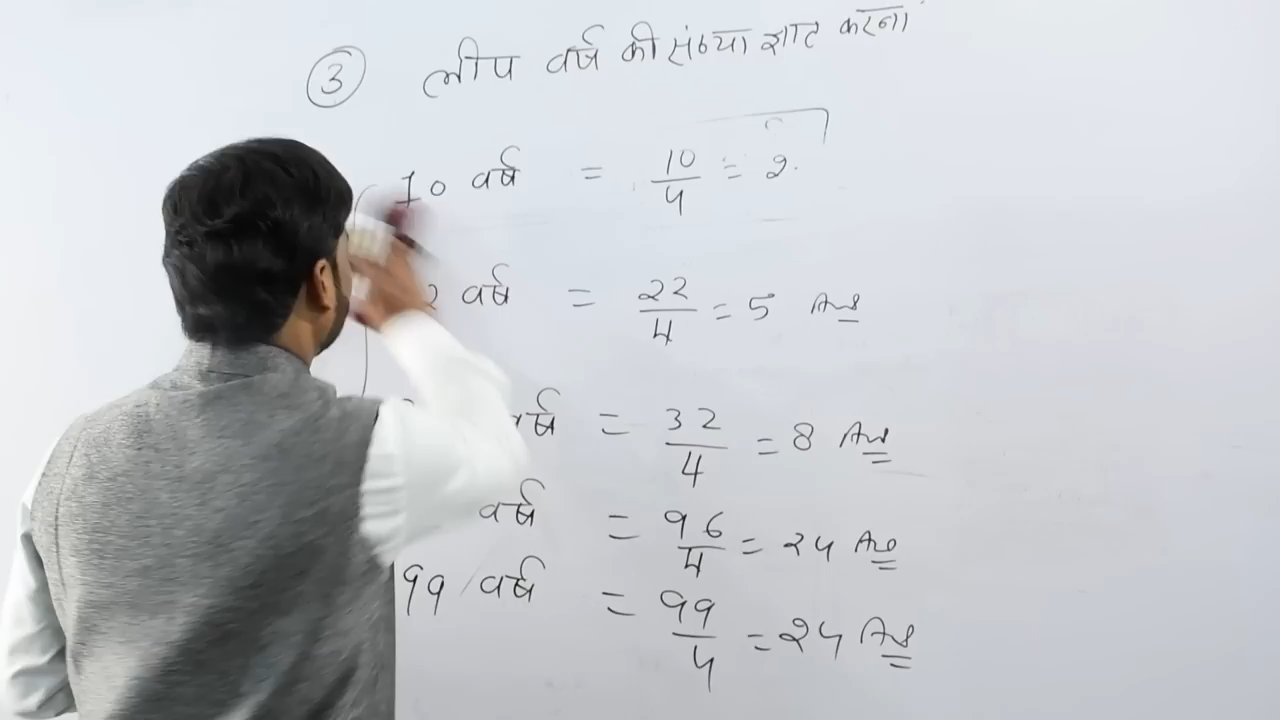 ③ लीप वर्ष की संख्या ज्ञाट करना
10 वर्ष = 10/4 = 2.
2 वर्ष = 22/4 = 5 Ans
वर्ष = 32/4 = 8 Ans
वर्ष = 96/4 = 24 Ans
99 वर्ष = 99/4 = 24 Ans